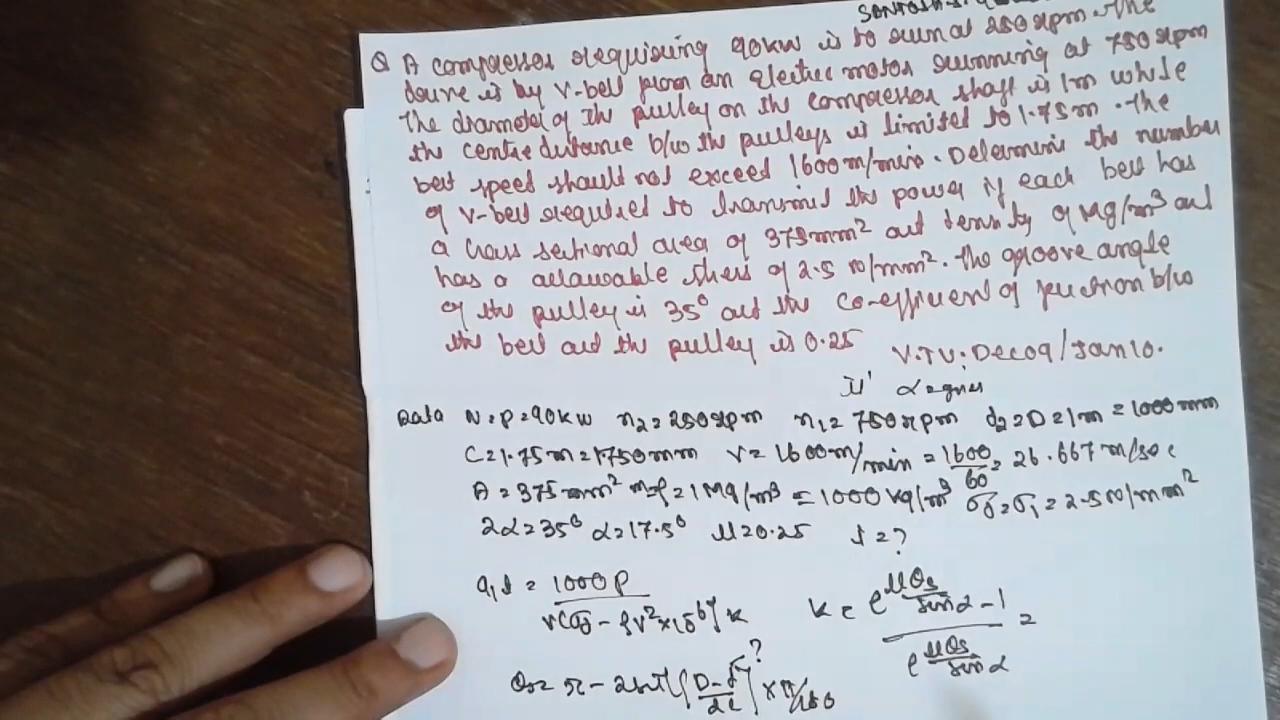 Q A compressor requiring 90kW is to run at 250 rpm. The
drive is by V-belt from an electric motor running at 750 rpm
The diameter of the pulley on the compressor shaft is 1m while
the centre distance b/w the pulleys is limited to 1.75m. The
belt speed should not exceed 1600m/min. Determine the number
of V-belt required to transmit the power if each belt has
a cross sectional area of 375mm² and density of 1Mg/m³ and
has a allowable stress of 2.5 N/mm². The groove angle
of the pulley is 35° and the co-efficient of friction b/w
the belt and the pulley is 0.25 V.TU: Dec09/Jan10.
Data N=P=90kW n₂=250rpm n₁=750rpm d₂=D=1m=1000mm
C=1.75m=1750mm V=1600m/min=1600/60=26.667m/sec
A=375mm² ρ=1Mg/m³=1000kg/m³ σ₁=2.5N/mm²
2α=35° α=17.5° μ=0.25 i=?
a₁i = 1000P / V(σ₁-ρV²×10⁻⁶)k k = e^(μθs/sinα) - 1 / e^(μθs/sinα) =
θs= π - 2sin⁻¹(D-d/2C) × π/180 ?